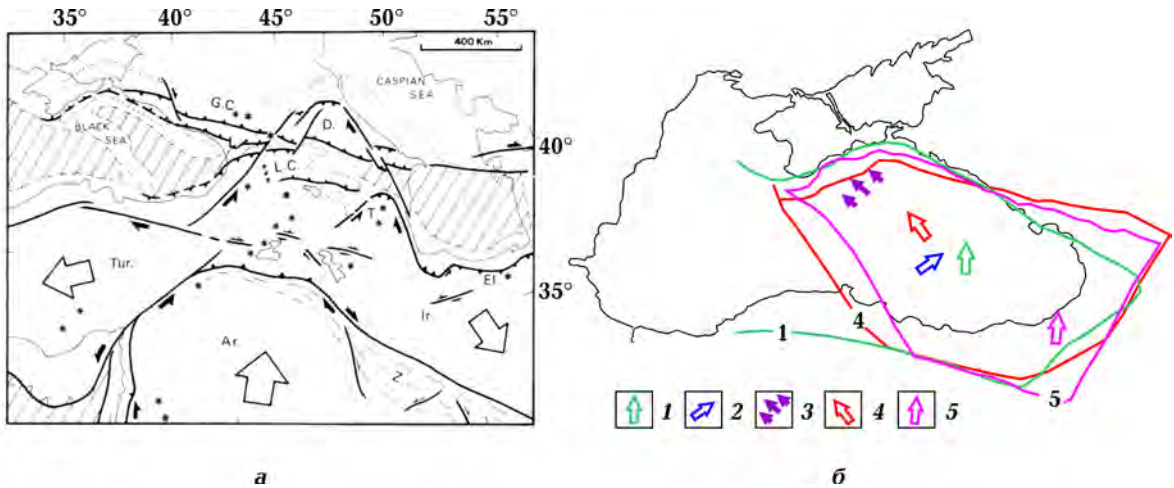 35° 40° 45° 50° 55°
400 Km
CASPIAN
SEA
G.C.
D.
BLACK
SEA
40°
L.C.
T.
Tur.
El.
35°
Ir.
Ar.
Z.
4
1
5
1 2 3 4 5
а б